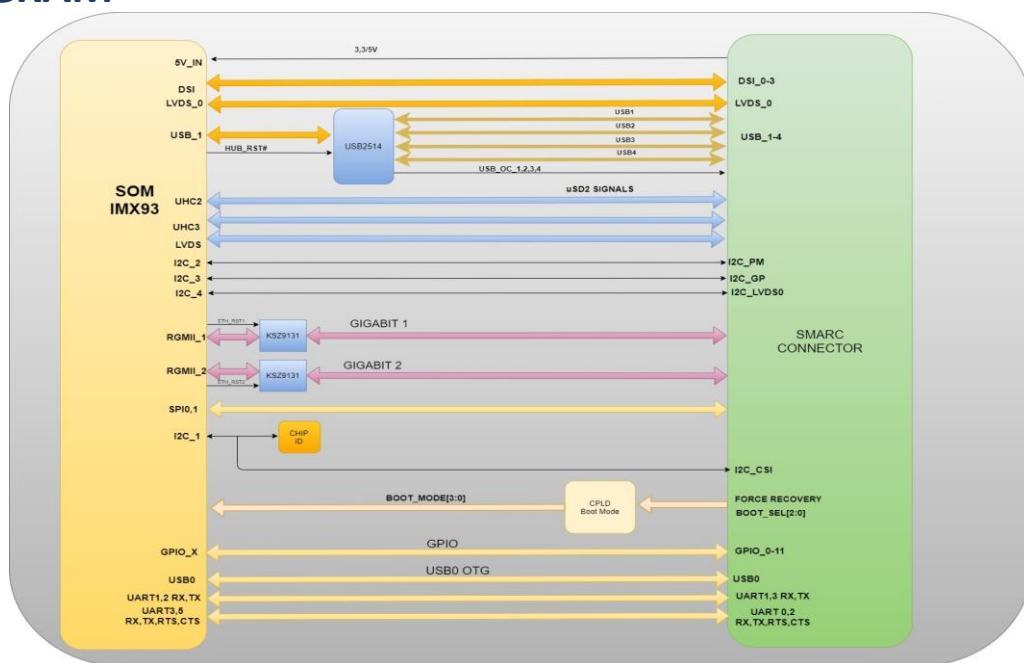 3,3/5V
5V_IN
DSI
DSI_0-3
LVDS_0
LVDS_0
USB1
USB_1
USB2
USB_1-4
HUB_RST#
USB2514
USB3
USB4
USB_OC_1,2,3,4
SOM
IMX93
uSD2 SIGNALS
UHC2
UHC3
LVDS
I2C_2
I2C_PM
I2C_3
I2C_GP
I2C_4
I2C_LVDS0
ETH_RST1
GIGABIT 1
RGMII_1
KSZ9131
SMARC
CONNECTOR
GIGABIT 2
RGMII_2
KSZ9131
ETH_RST2
SPI0,1
I2C_1
CHIP
ID
I2C_CSI
BOOT_MODE[3:0]
CPLD
Boot Mode
FORCE RECOVERY
BOOT_SEL[2:0]
GPIO
GPIO_X
GPIO_0-11
USB0 OTG
USB0
USB0
UART1,2 RX,TX
UART1,3 RX,TX
UART3,5
RX,TX,RTS,CTS
UART 0,2
RX,TX,RTS,CTS